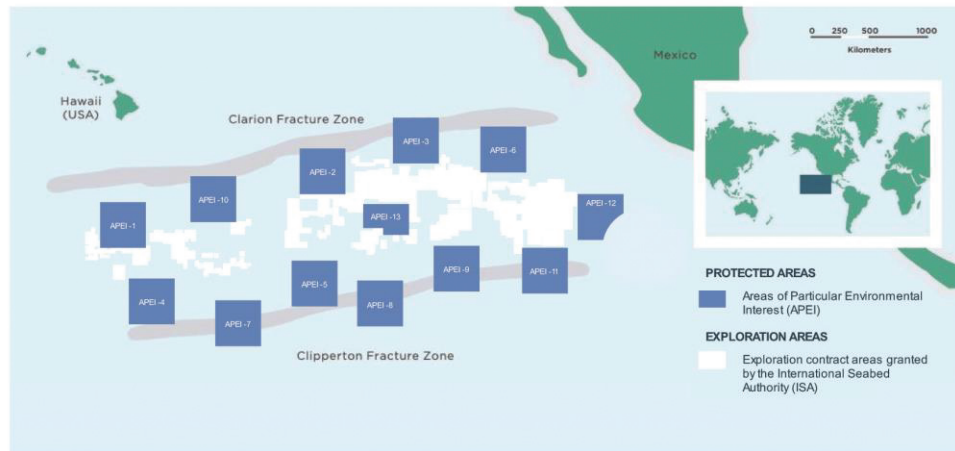 0 250 500 1000
Kilometers
Mexico
Hawaii
(USA)
Clarion Fracture Zone
APEI -3
APEI -6
APEI -2
APEI -10
APEI -12
APEI -13
APEI -1
APEI -9
APEI -11
APEI -5
APEI -4
APEI -8
APEI -7
Clipperton Fracture Zone
PROTECTED AREAS
Areas of Particular Environmental
Interest (APEI)
EXPLORATION AREAS
Exploration contract areas granted
by the International Seabed
Authority (ISA)